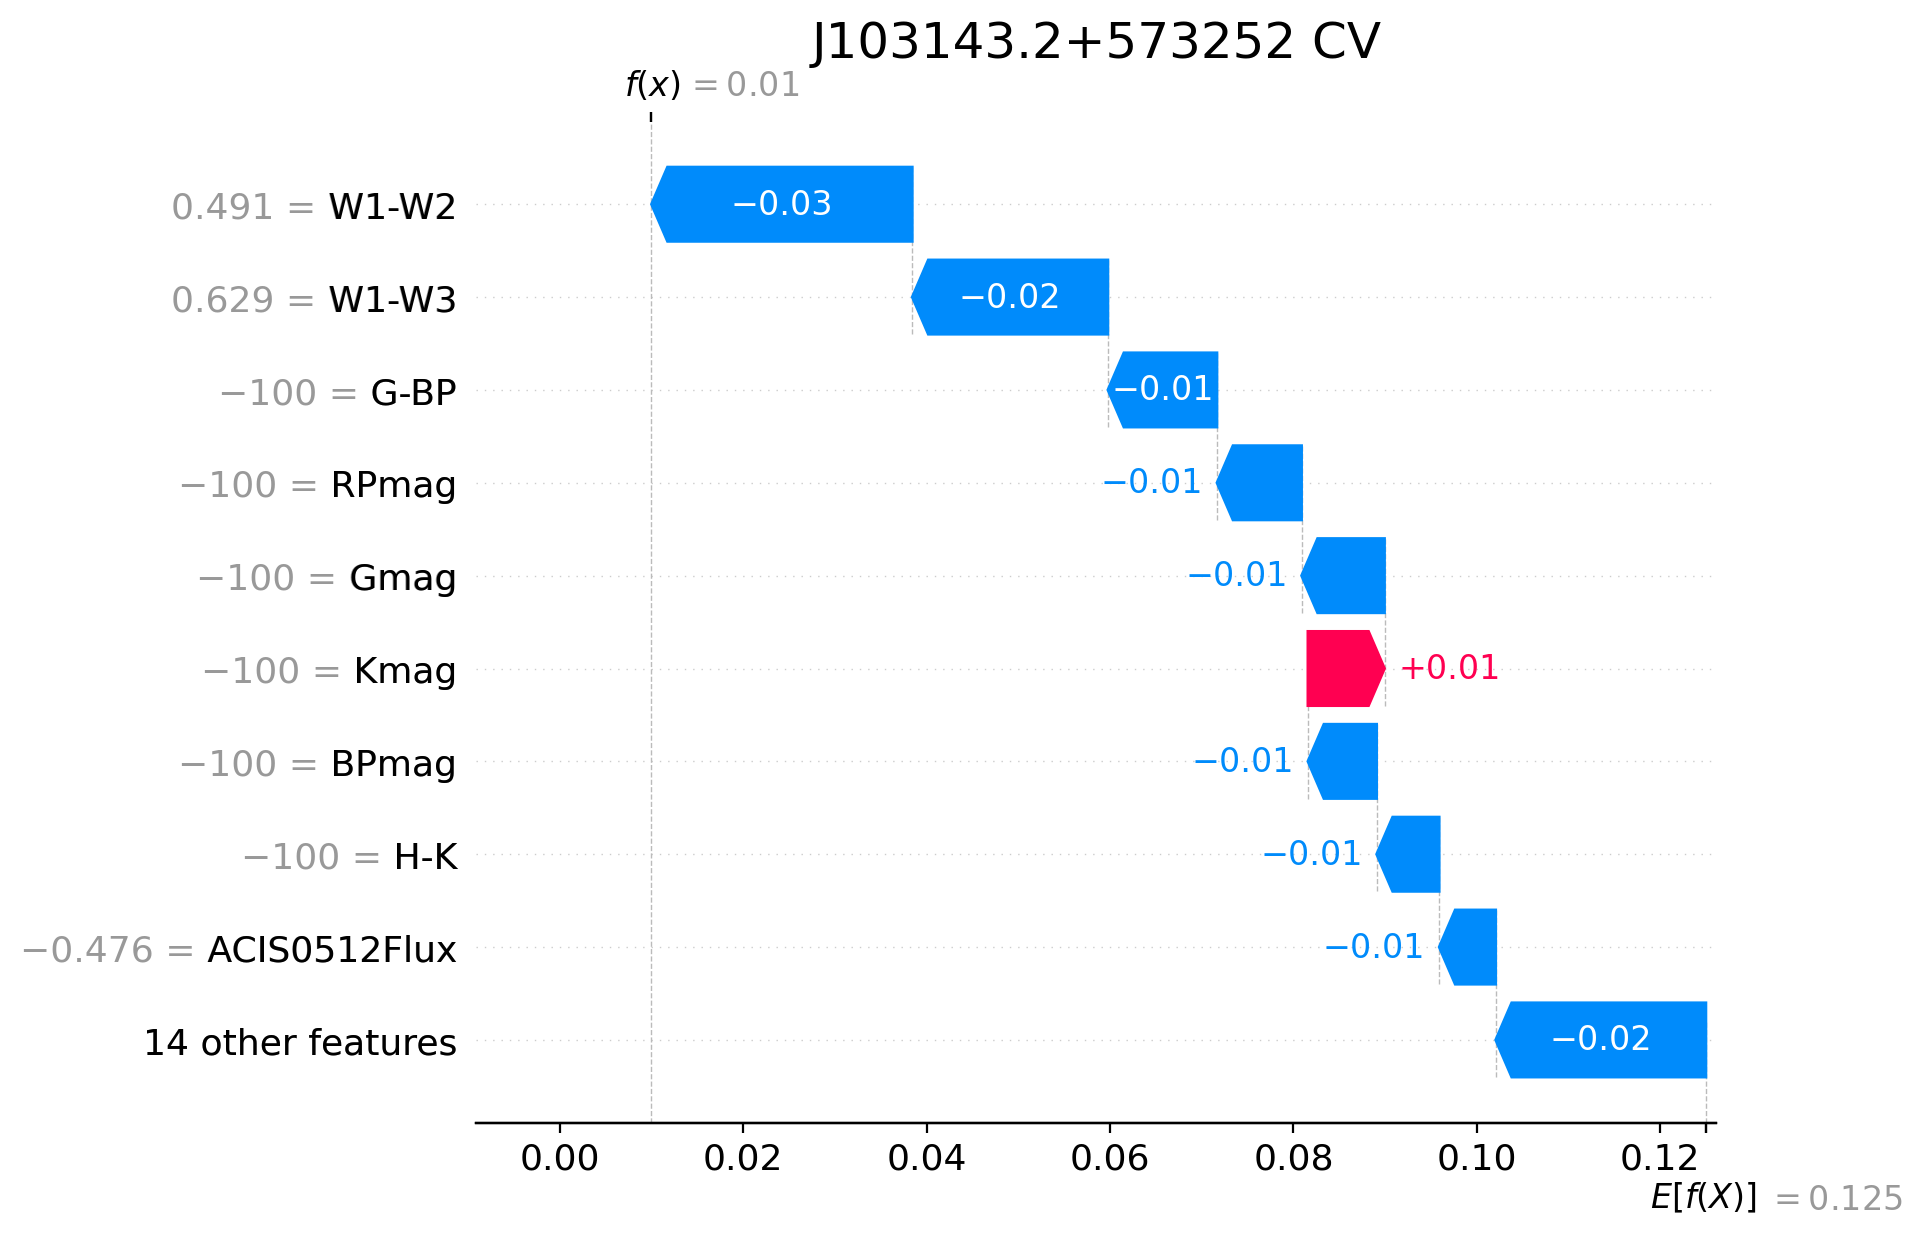 J103143.2+573252 CV
f(x) = 0.01
0.491 = W1-W2
−0.03
0.629 = W1-W3
−0.02
−100 = G-BP
−0.01
−100 = RPmag
−0.01
−100 = Gmag
−0.01
−100 = Kmag
+0.01
−100 = BPmag
−0.01
−100 = H-K
−0.01
−0.476 = ACIS0512Flux
−0.01
14 other features
−0.02
0.00 0.02 0.04 0.06 0.08 0.10 0.12
E[f(X)] = 0.125